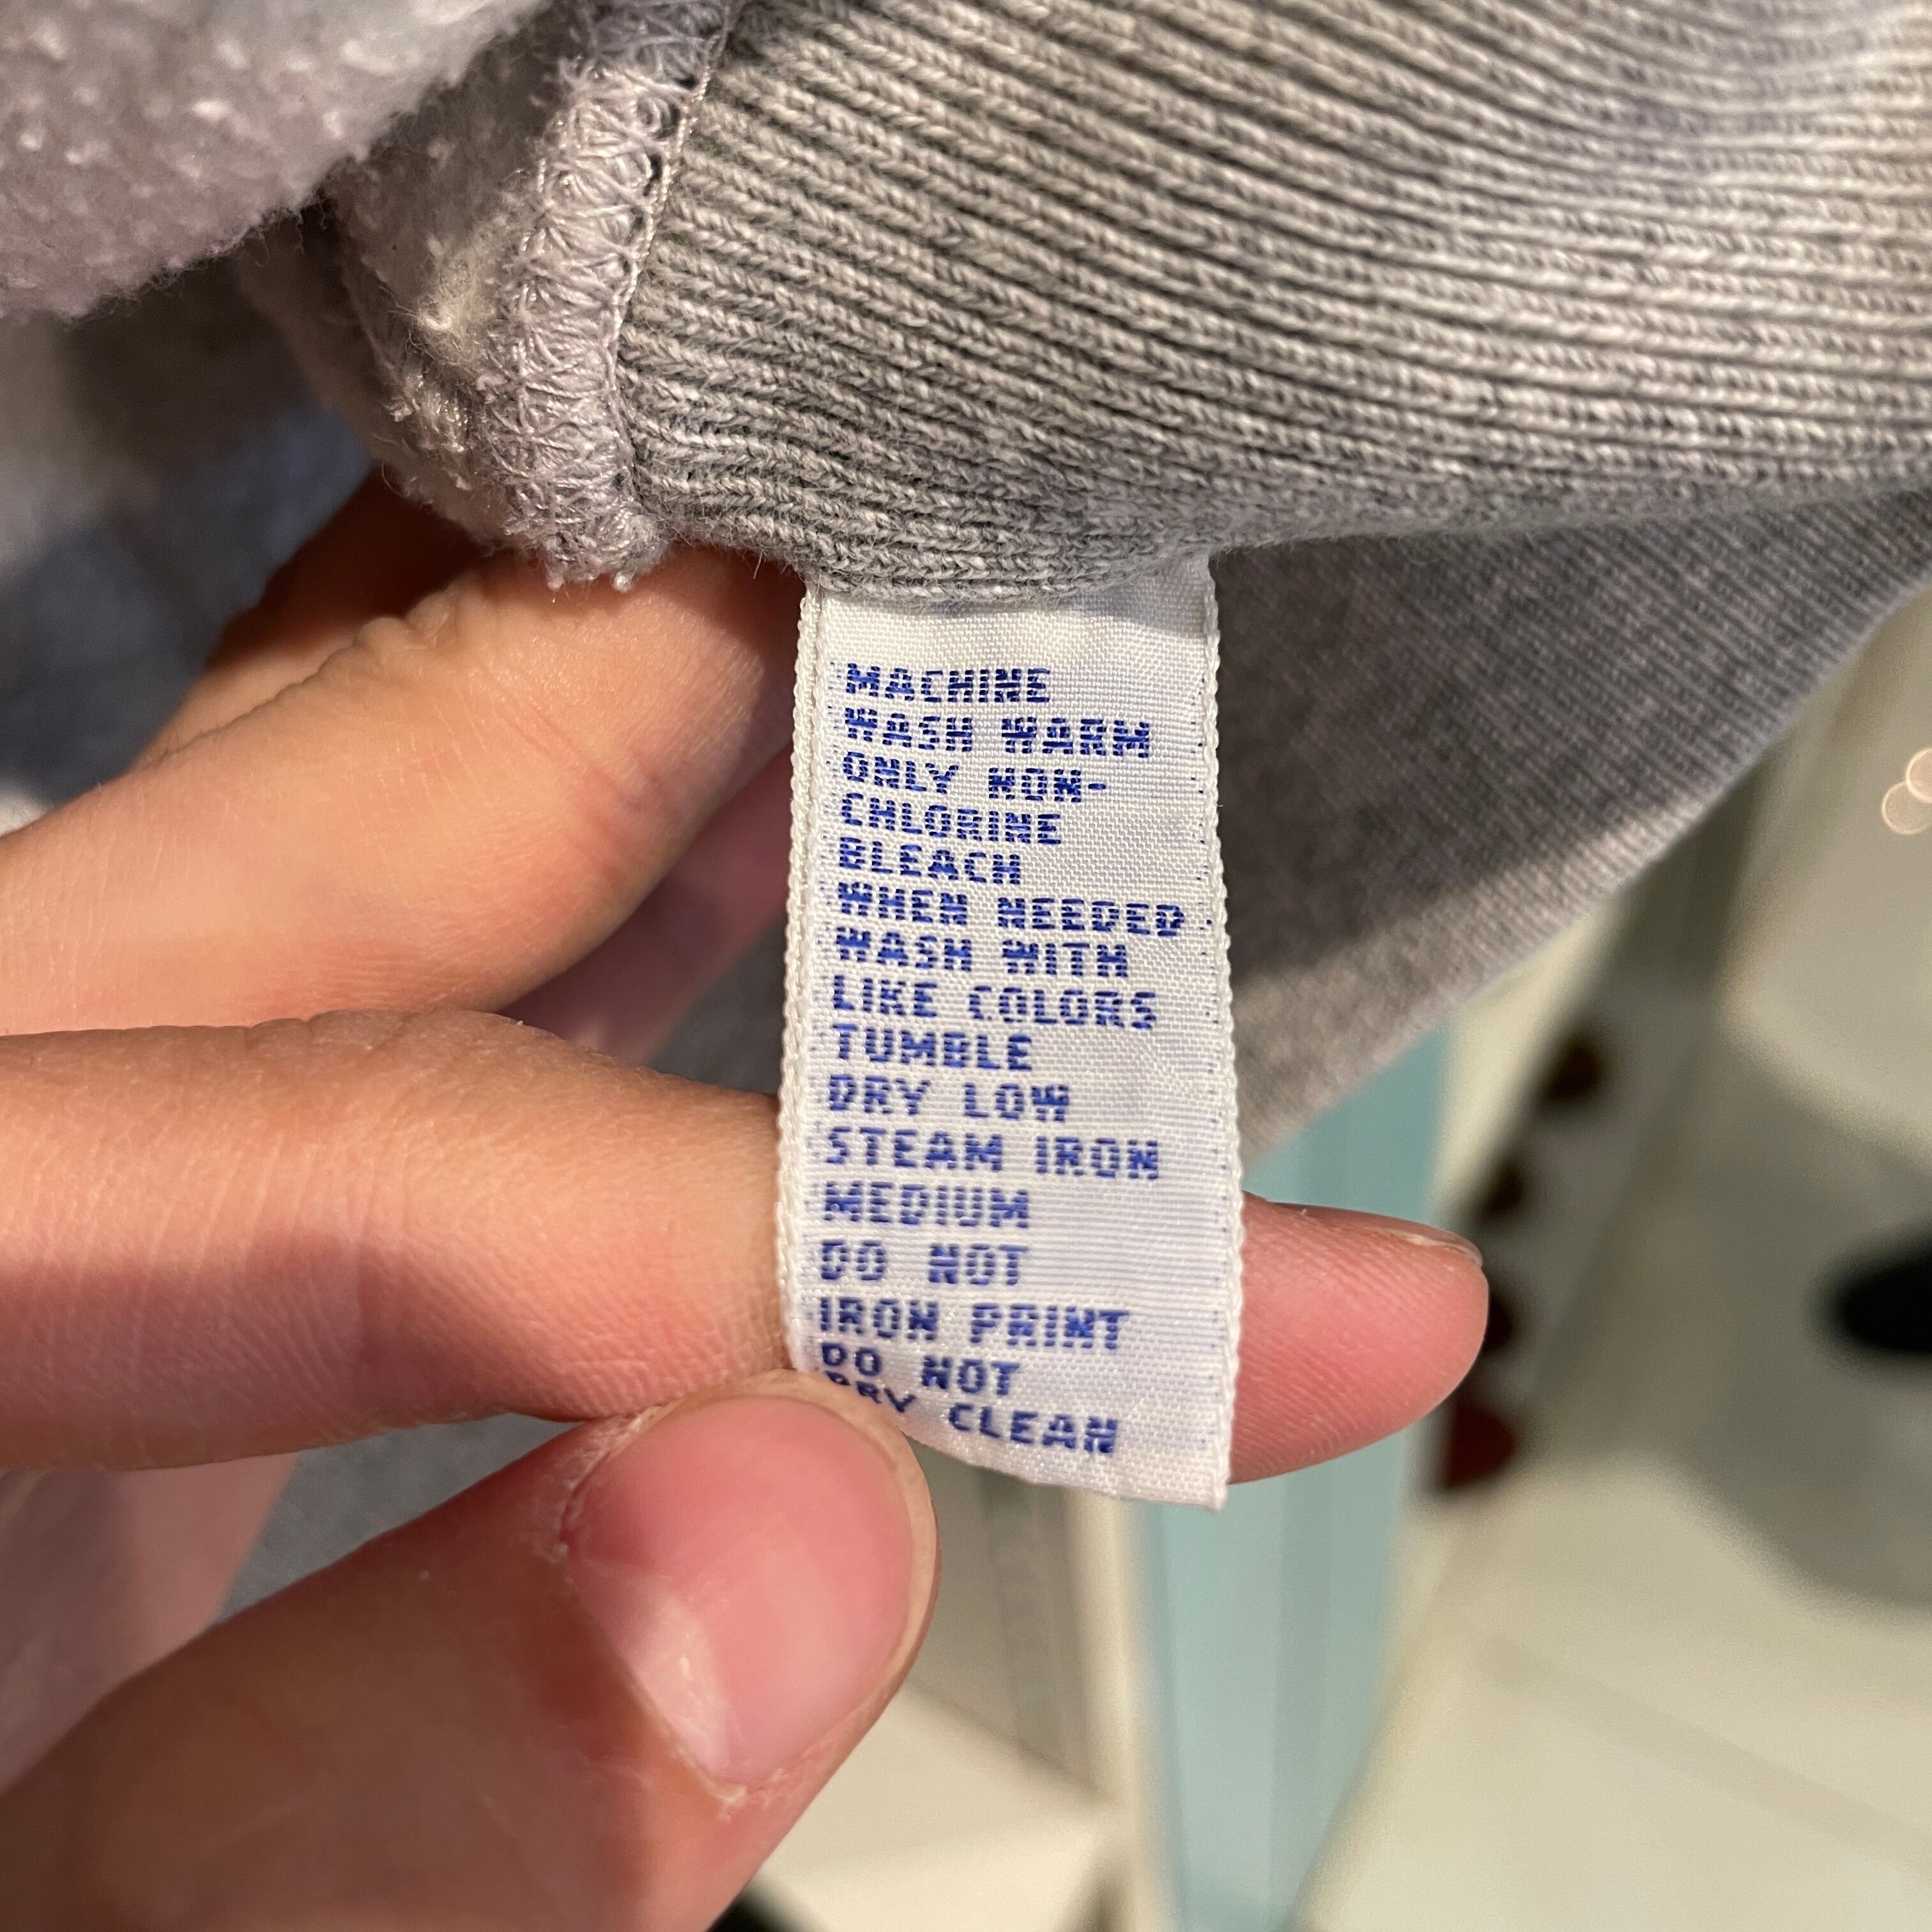 MACHINE
WASH WARM
ONLY NON-
CHLORINE
BLEACH
WHEN NEEDED
WASH WITH
LIKE COLORS
TUMBLE
DRY LOW
STEAM IRON
MEDIUM
DO NOT
IRON PRINT
DO NOT
DRY CLEAN